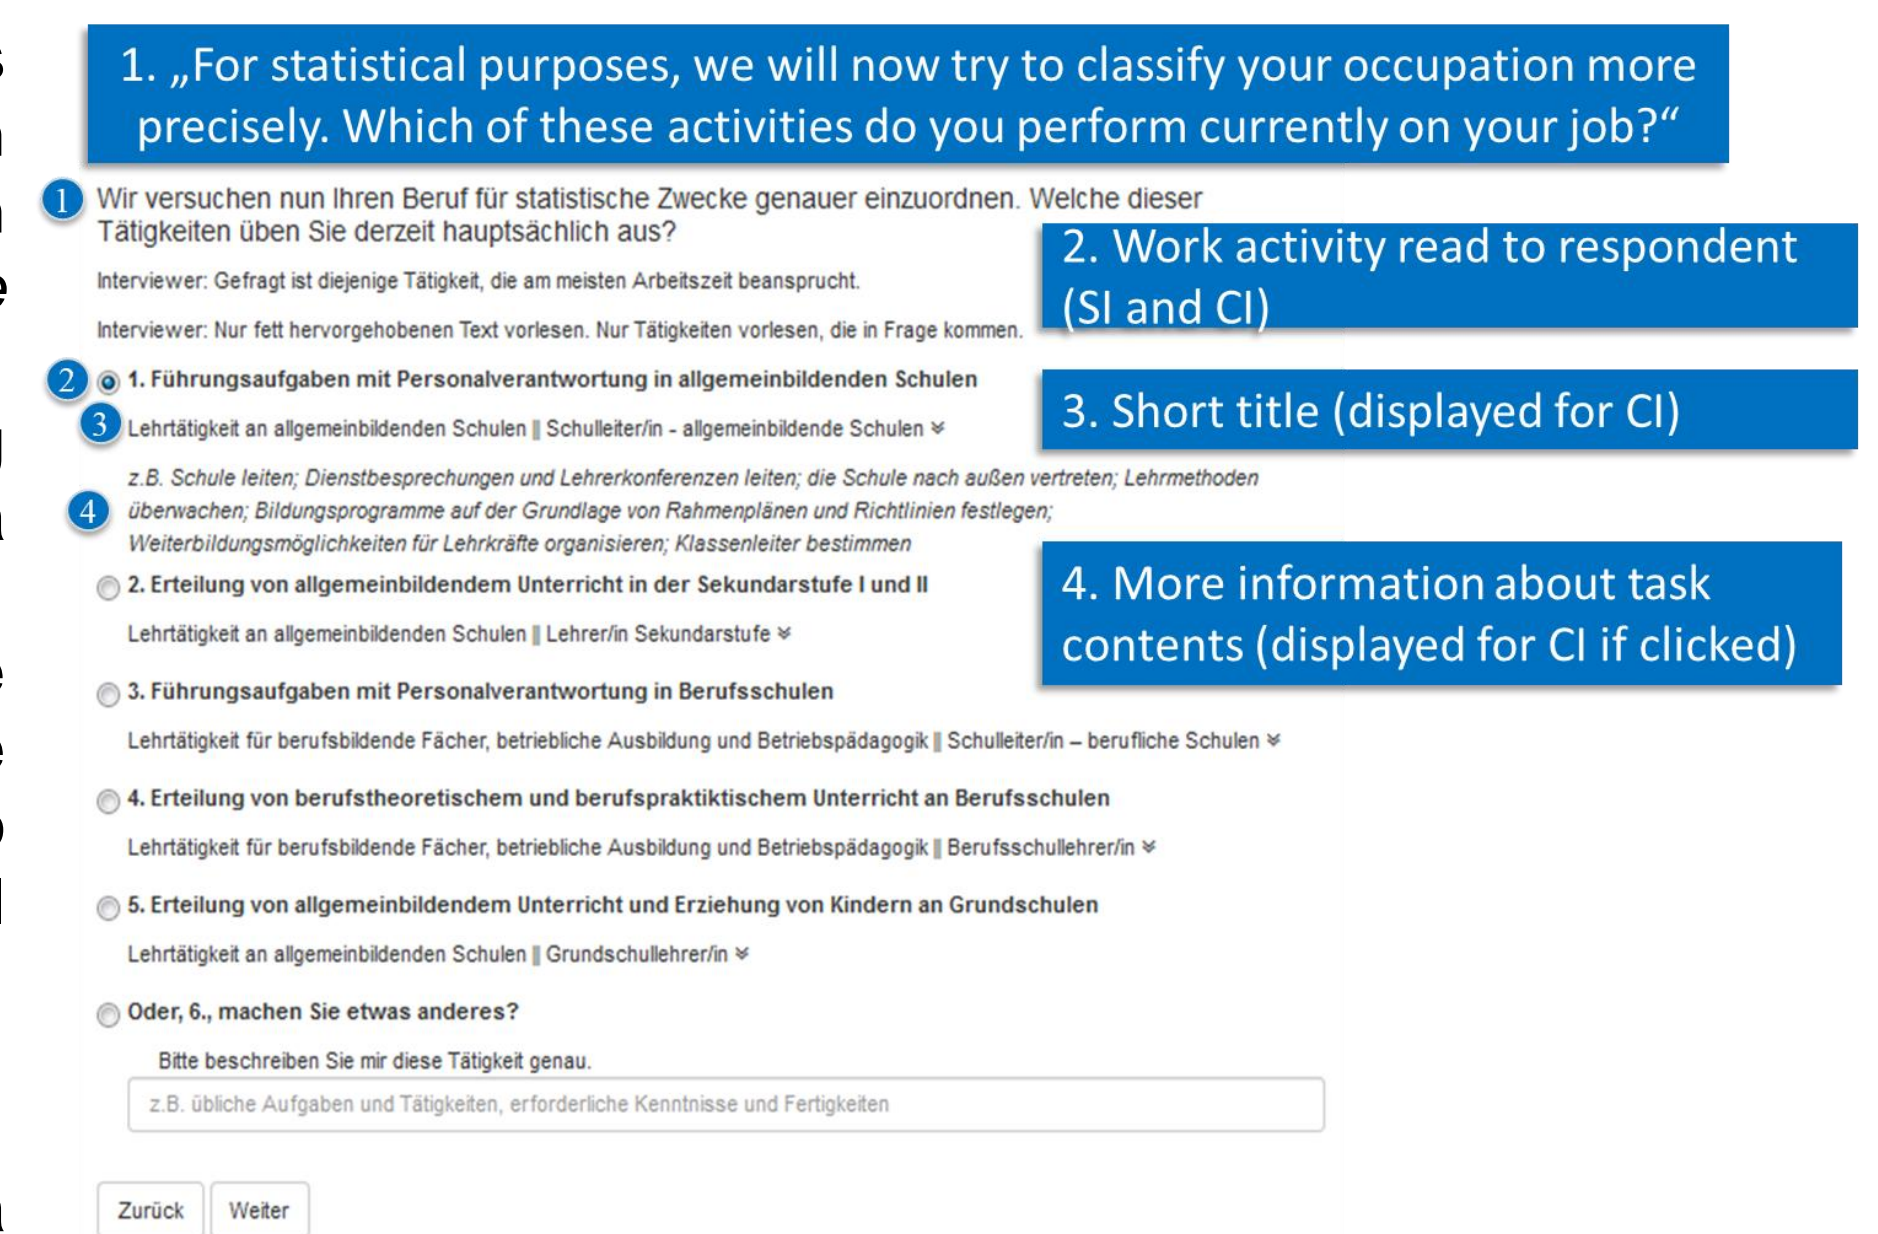 1. „For statistical purposes, we will now try to classify your occupation more
precisely. Which of these activities do you perform currently on your job?“
1 Wir versuchen nun Ihren Beruf für statistische Zwecke genauer einzuordnen. Welche dieser
Tätigkeiten üben Sie derzeit hauptsächlich aus?
2. Work activity read to respondent
(SI and CI)
Interviewer: Gefragt ist diejenige Tätigkeit, die am meisten Arbeitszeit beansprucht.
Interviewer: Nur fett hervorgehobenen Text vorlesen. Nur Tätigkeiten vorlesen, die in Frage kommen.
2 1. Führungsaufgaben mit Personalverantwortung in allgemeinbildenden Schulen
3. Short title (displayed for CI)
3 Lehrtätigkeit an allgemeinbildenden Schulen || Schulleiter/in - allgemeinbildende Schulen
z.B. Schule leiten; Dienstbesprechungen und Lehrerkonferenzen leiten; die Schule nach außen vertreten; Lehrmethoden
4 überwachen; Bildungsprogramme auf der Grundlage von Rahmenplänen und Richtlinien festlegen;
Weiterbildungsmöglichkeiten für Lehrkräfte organisieren; Klassenleiter bestimmen
4. More information about task
contents (displayed for CI if clicked)
2. Erteilung von allgemeinbildendem Unterricht in der Sekundarstufe I und II
Lehrtätigkeit an allgemeinbildenden Schulen || Lehrer/in Sekundarstufe
3. Führungsaufgaben mit Personalverantwortung in Berufsschulen
Lehrtätigkeit für berufsbildende Fächer, betriebliche Ausbildung und Betriebspädagogik || Schulleiter/in – berufliche Schulen
4. Erteilung von berufstheoretischem und berufspraktiktischem Unterricht an Berufsschulen
Lehrtätigkeit für berufsbildende Fächer, betriebliche Ausbildung und Betriebspädagogik || Berufsschullehrer/in
5. Erteilung von allgemeinbildendem Unterricht und Erziehung von Kindern an Grundschulen
Lehrtätigkeit an allgemeinbildenden Schulen || Grundschullehrer/in
Oder, 6., machen Sie etwas anderes?
Bitte beschreiben Sie mir diese Tätigkeit genau.
z.B. übliche Aufgaben und Tätigkeiten, erforderliche Kenntnisse und Fertigkeiten
Zurück Weiter